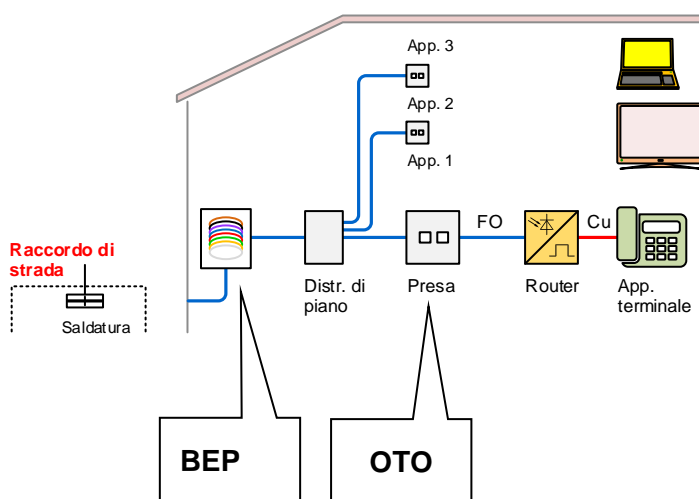 App. 3
App. 2
App. 1
FO
Cu
Raccordo di
strada
Saldatura
Distr. di
piano
Presa
Router
App.
terminale
BEP
OTO